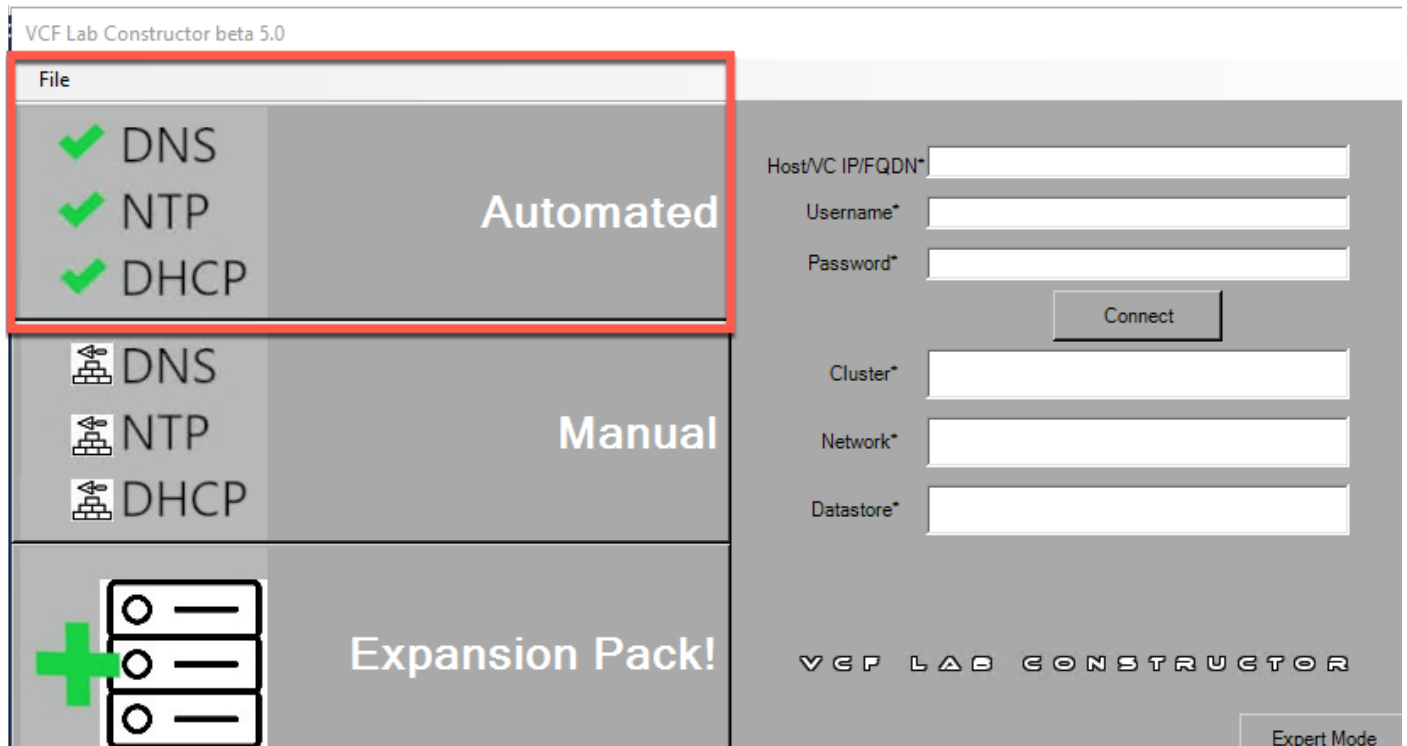 VCF Lab Constructor beta 5.0
File
DNS
NTP
DHCP
Automated
DNS
NTP
DHCP
Manual
Expansion Pack!
Host/VC IP/FQDN*
Username*
Password*
Connect
Cluster*
Network*
Datastore*
VCF LAB CONSTRUCTOR
Expert Mode